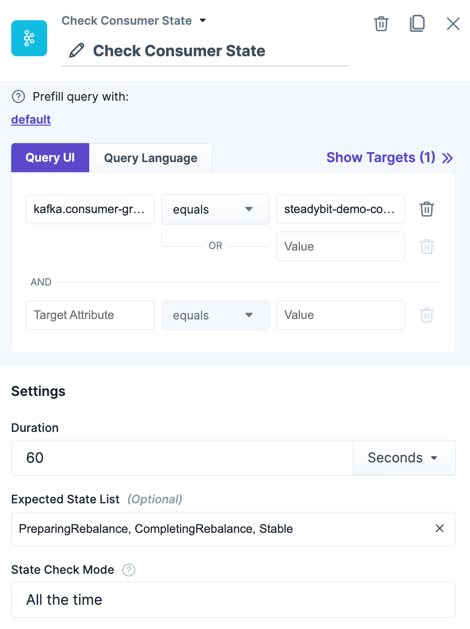 Check Consumer State
Check Consumer State
Prefill query with:
default
Query UI Query Language Show Targets (1)
kafka.consumer-gr... equals steadybit-demo-co...
OR Value
AND
Target Attribute equals Value
Settings
Duration
60 Seconds
Expected State List (Optional)
PreparingRebalance, CompletingRebalance, Stable
State Check Mode
All the time